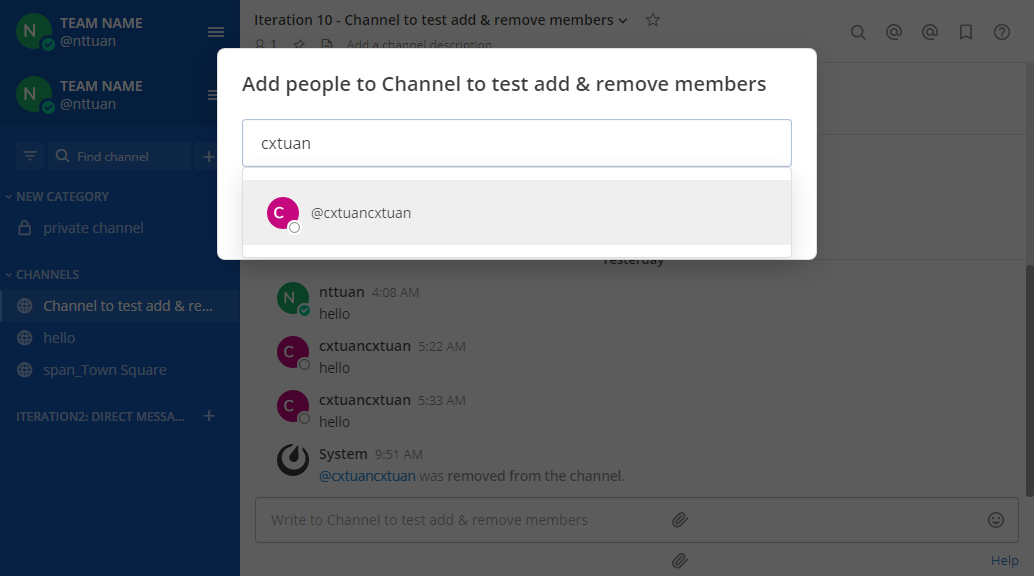 N
TEAM NAME
@nttuan
N
TEAM NAME
@nttuan
Find channel
NEW CATEGORY
private channel
CHANNELS
Channel to test add & re...
hello
span_Town Square
ITERATION2: DIRECT MESSA...
Iteration 10 - Channel to test add & remove members
1
Add a channel description
Add people to Channel to test add & remove members
cxtuan
C
@cxtuancxtuan
Yesterday
N
nttuan 4:08 AM
hello
C
cxtuancxtuan 5:22 AM
hello
C
cxtuancxtuan 5:33 AM
hello
System 9:51 AM
@cxtuancxtuan was removed from the channel.
Write to Channel to test add & remove members
Help